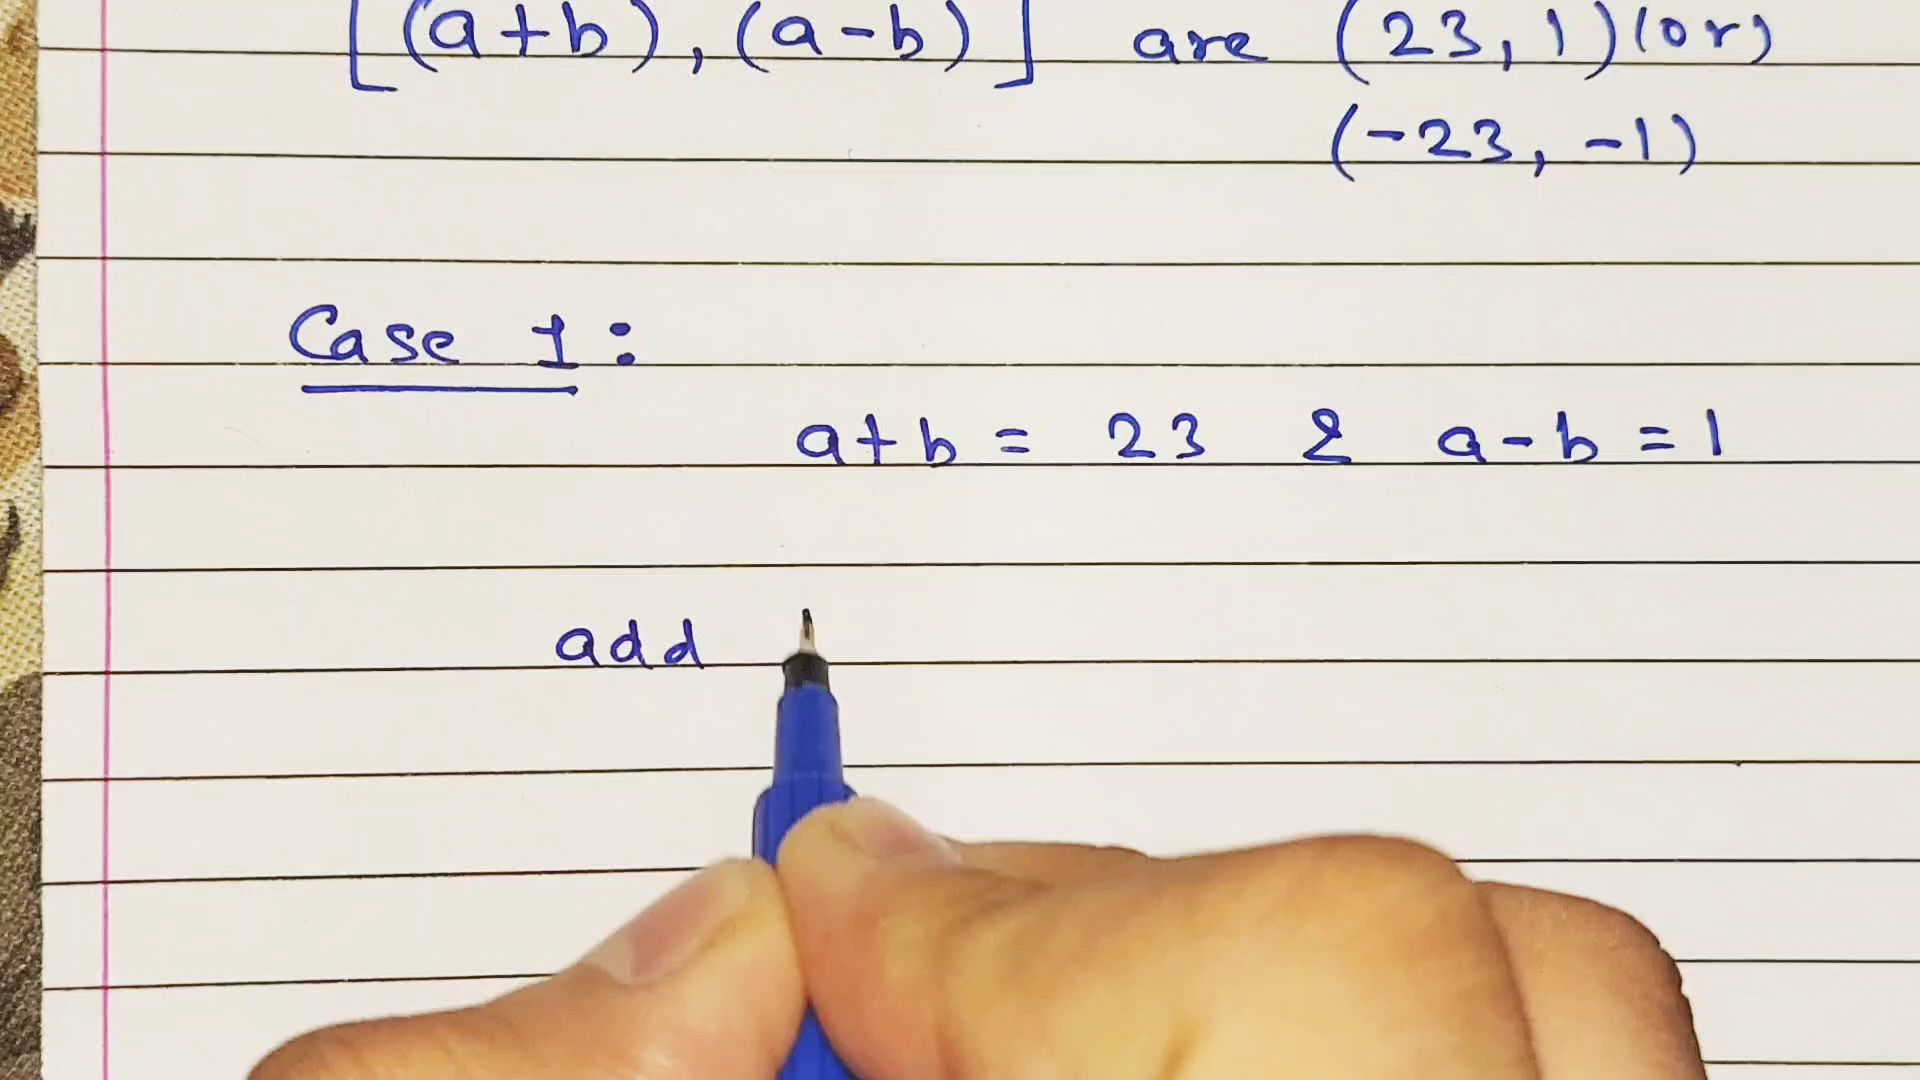 [(a+b), (a-b)] are (23, 1) (or)
(-23, -1)
Case 1:
a+b = 23 & a-b = 1
add